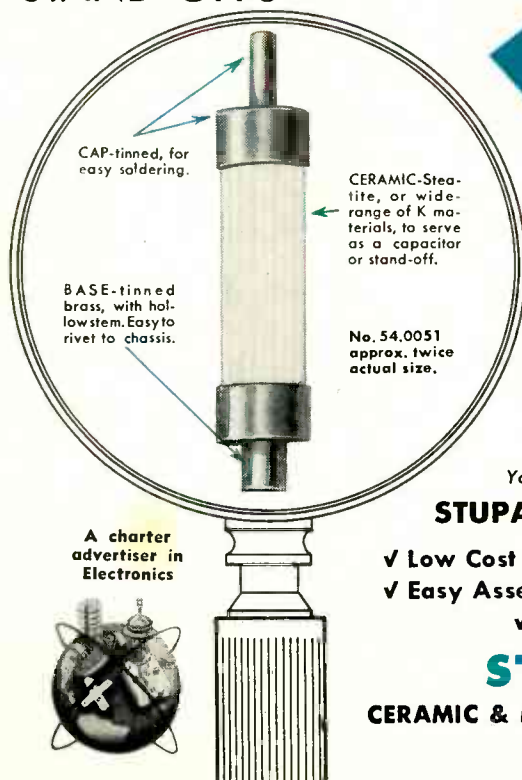 CAP-tinned, for
easy soldering.
CERAMIC-Stea-
tite, or wide-
range of K ma-
terials, to serve
as a capacitor
or stand-off.
BASE-tinned
brass, with hol-
lowstem. Easy to
rivet to chassis.
No. 54.0051
approx. twice
actual size.
A charter
advertiser in
Electronics
STUPA
√ Low Cost
√ Easy Asse
√
ST
CERAMIC &